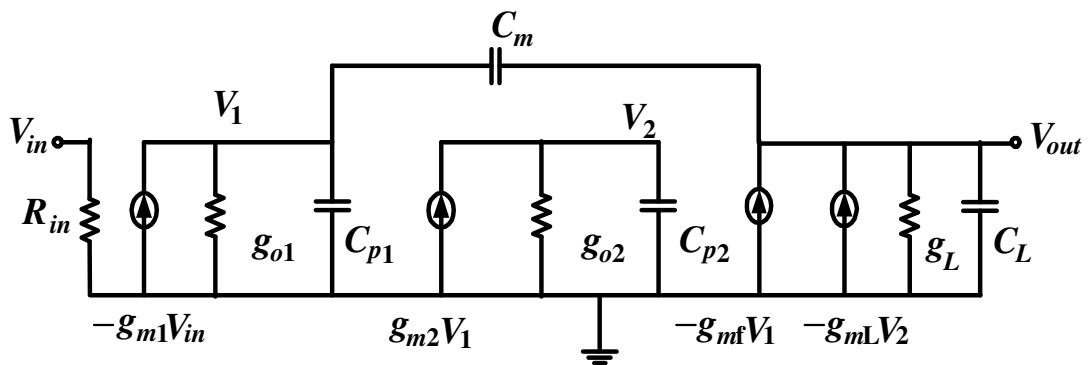 C_m
V_1
V_2
V_in
V_out
R_in
g_o1
C_p1
g_o2
C_p2
g_L
C_L
−g_m1V_in
g_m2V_1
−g_mfV_1
−g_mLV_2